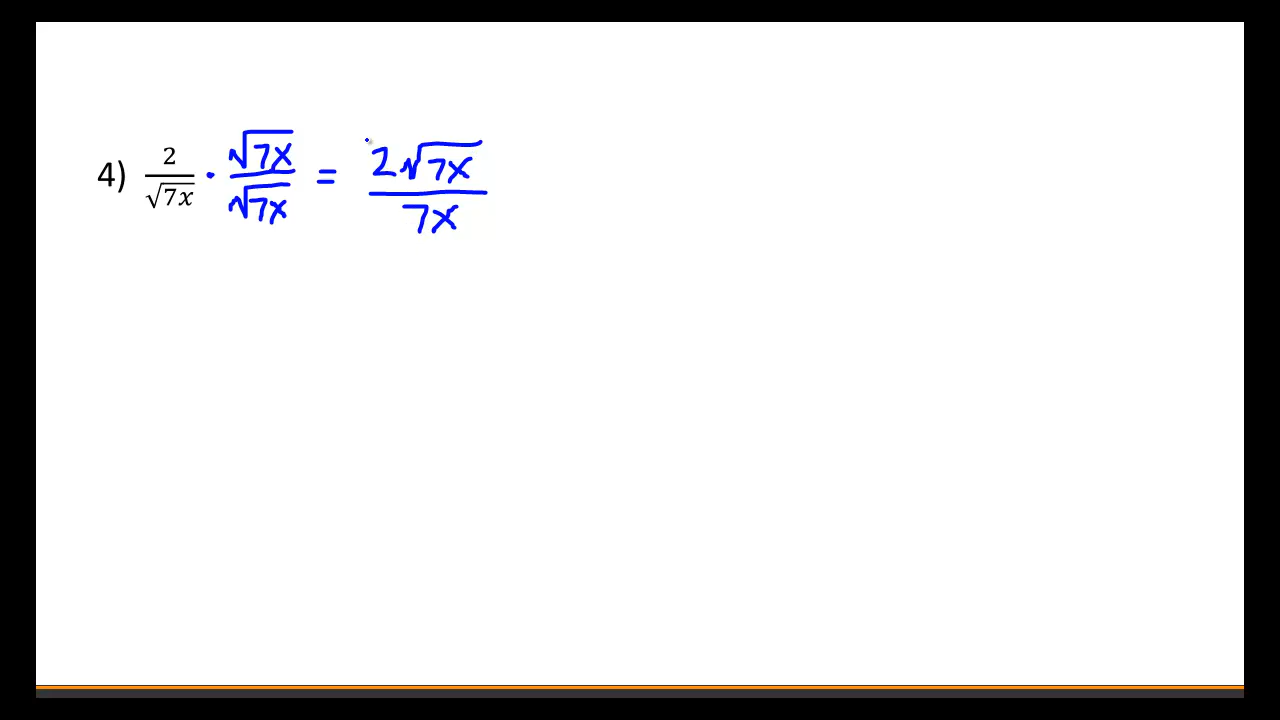 4) 2/√7x · √7x/√7x = 2√7x/7x